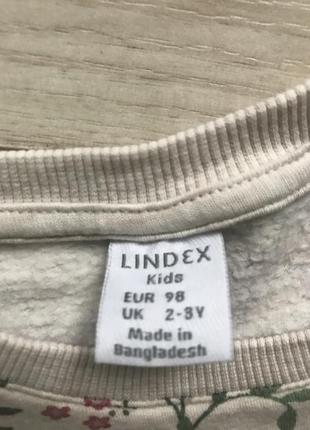 LINDEX
Kids
EUR 98
UK 2-3Y
Made in
Bangladesh